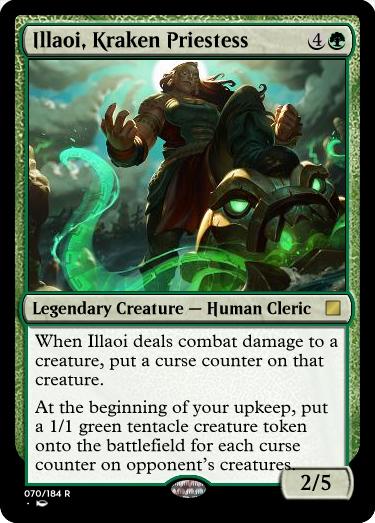 Illaoi, Kraken Priestess 4
Legendary Creature — Human Cleric
When Illaoi deals combat damage to a
creature, put a curse counter on that
creature.
At the beginning of your upkeep, put
a 1/1 green tentacle creature token
onto the battlefield for each curse
counter on opponent's creatures.
2/5
070/184 R